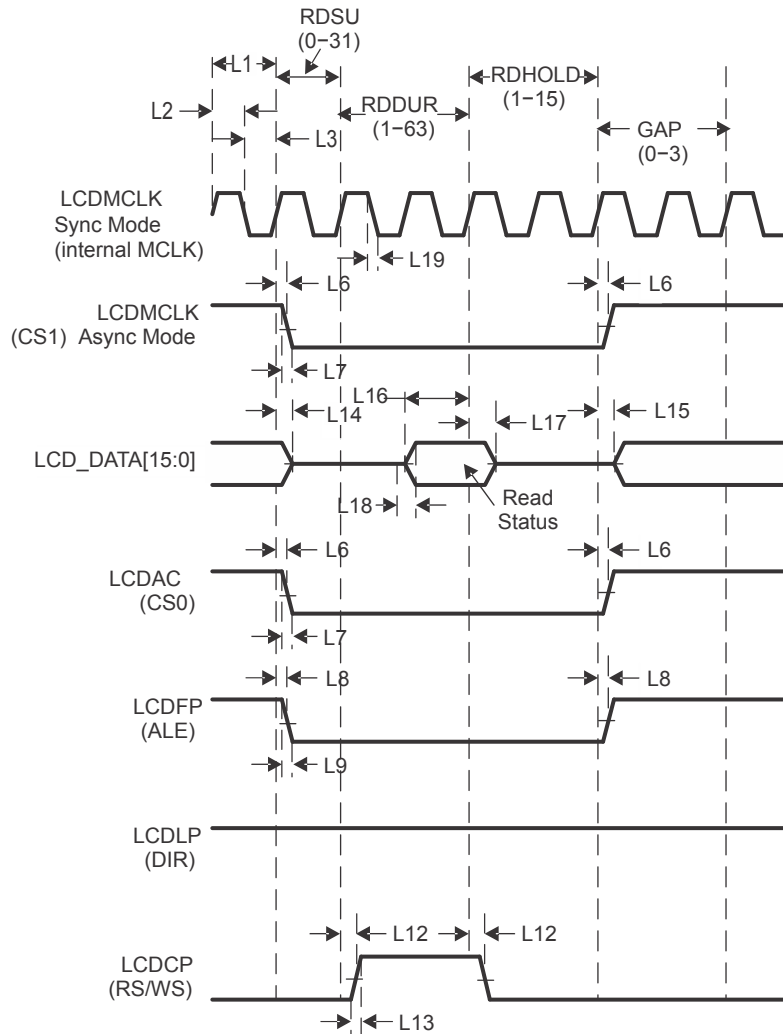 RDSU
(0−31)
L1
RDHOLD
(1−15)
L2
RDDUR
(1−63)
GAP
(0−3)
L3
LCDMCLK
Sync Mode
(internal MCLK)
L19
L6
L6
LCDMCLK
(CS1) Async Mode
L7
L16
L14
L17
L15
LCD_DATA[15:0]
L18
Read
Status
L6
L6
LCDAC
(CS0)
L7
L8
L8
LCDFP
(ALE)
L9
LCDLP
(DIR)
L12
L12
LCDCP
(RS/WS)
L13